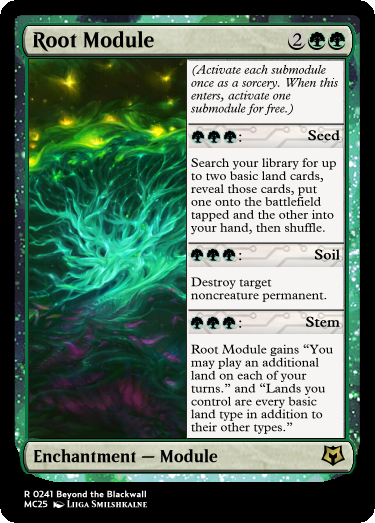 Root Module 2
(Activate each submodule
once as a sorcery. When this
enters, activate one
submodule for free.)
: Seed
Search your library for up
to two basic land cards,
reveal those cards, put
one onto the battlefield
tapped and the other into
your hand, then shuffle.
: Soil
Destroy target
noncreature permanent.
: Stem
Root Module gains “You
may play an additional
land on each of your
turns.” and “Lands you
control are every basic
land type in addition to
their other types.”
Enchantment — Module
R 0241 Beyond the Blackwall
MC25 Liiga Smilshkalne